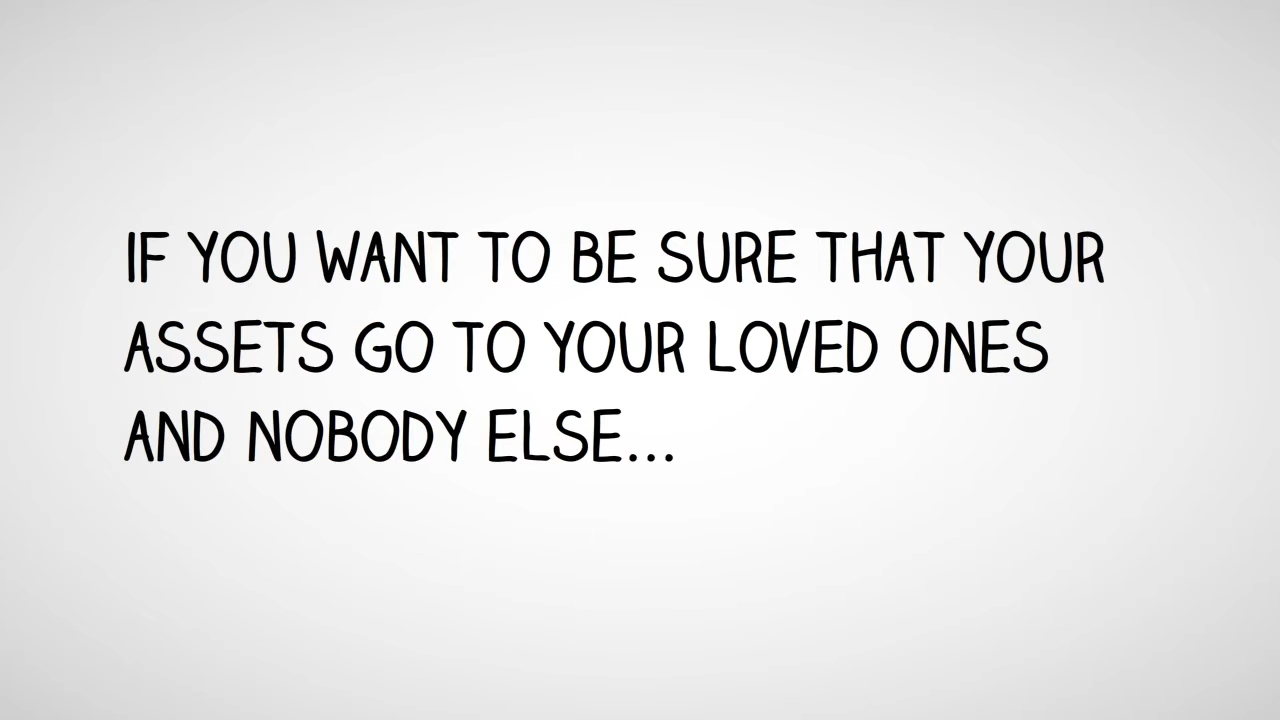 IF YOU WANT TO BE SURE THAT YOUR
ASSETS GO TO YOUR LOVED ONES
AND NOBODY ELSE...